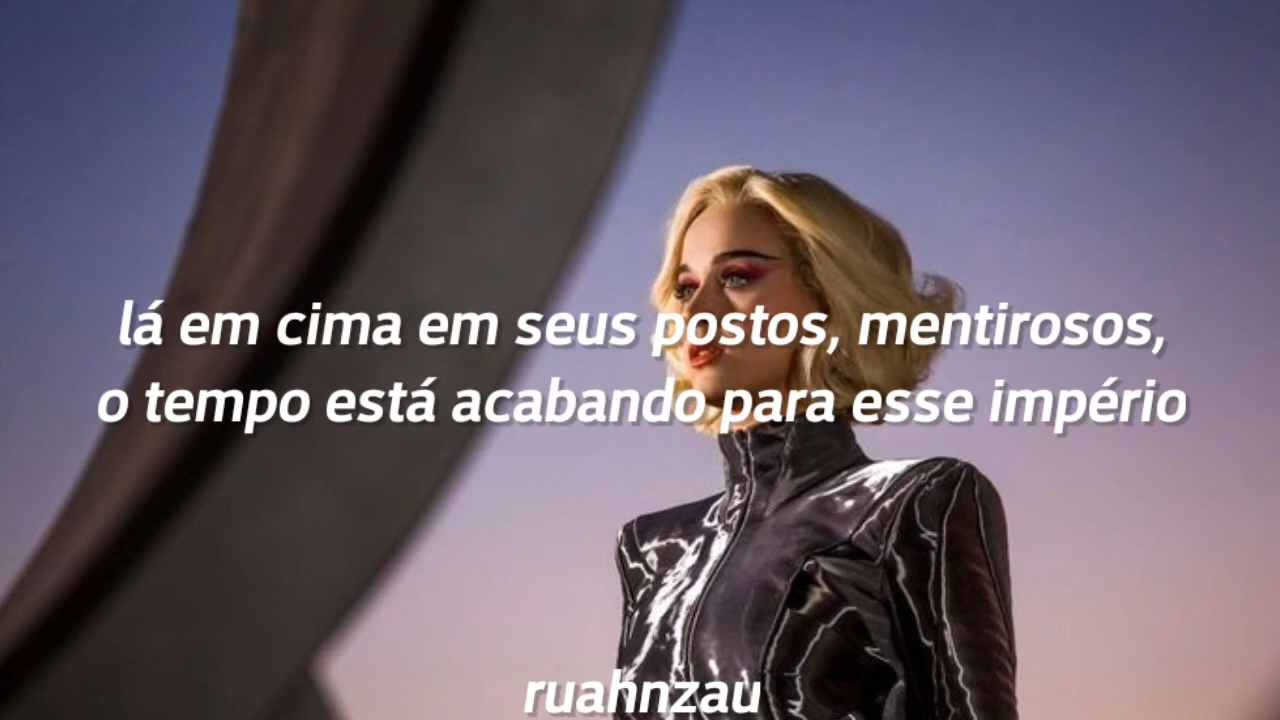 lá em cima em seus postos, mentirosos,
o tempo está acabando para esse império
ruahnzau